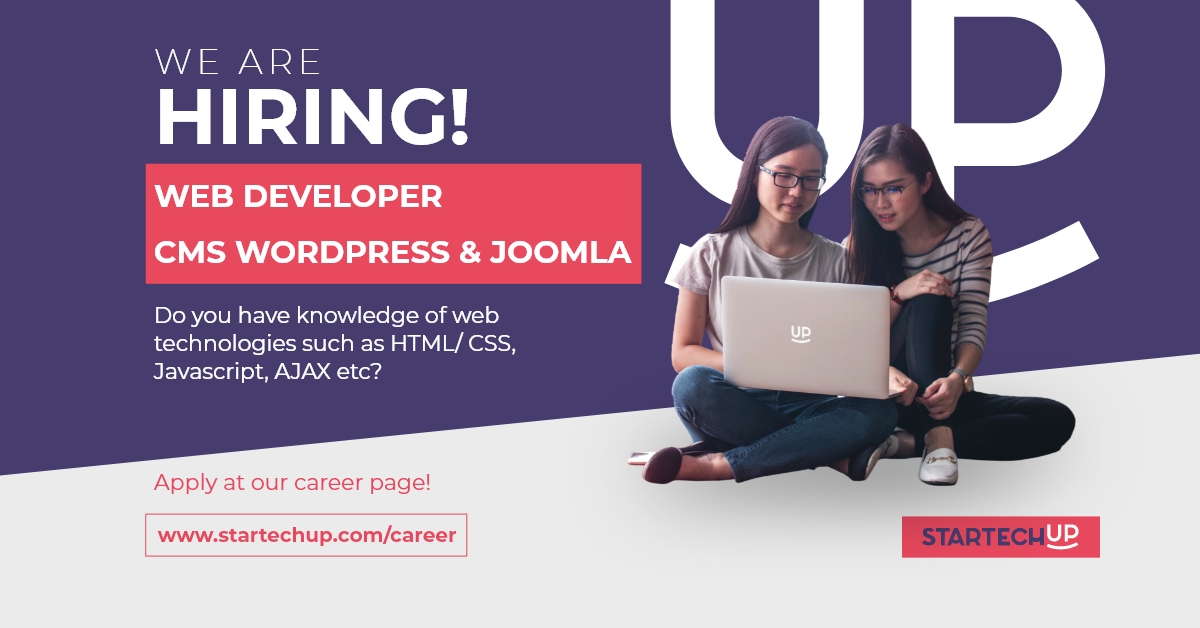 WE ARE
HIRING!
WEB DEVELOPER
CMS WORDPRESS & JOOMLA
Do you have knowledge of web
technologies such as HTML/ CSS,
Javascript, AJAX etc?
Apply at our career page!
www.startechup.com/career
UP
UP
STARTECHUP